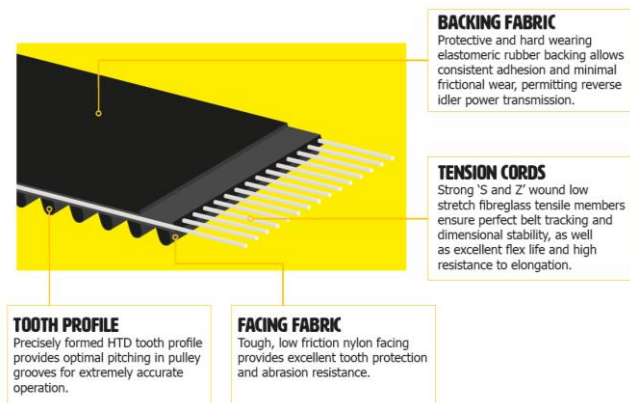 BACKING FABRIC
Protective and hard wearing
elastomeric rubber backing allows
consistent adhesion and minimal
frictional wear, permitting reverse
idler power transmission.
TENSION CORDS
Strong ‘S and Z’ wound low
stretch fibreglass tensile members
ensure perfect belt tracking and
dimensional stability, as well
as excellent flex life and high
resistance to elongation.
TOOTH PROFILE
Precisely formed HTD tooth profile
provides optimal pitching in pulley
grooves for extremely accurate
operation.
FACING FABRIC
Tough, low friction nylon facing
provides excellent tooth protection
and abrasion resistance.